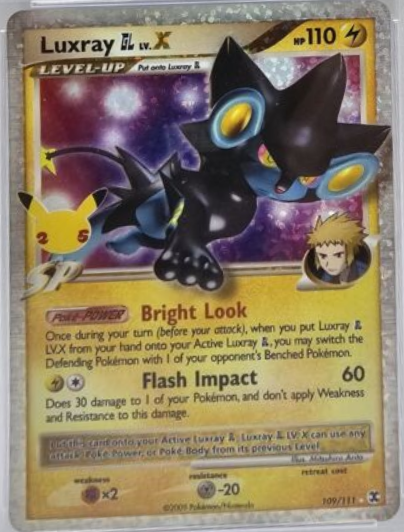 Luxray GL LV.X
HP110
LEVEL-UP Put onto Luxray GL
25
SP
Poké-POWER Bright Look
Once during your turn (before your attack), when you put Luxray GL
LV.X from your hand onto your Active Luxray GL, you may switch the
Defending Pokémon with 1 of your opponent's Benched Pokémon.
Flash Impact 60
Does 30 damage to 1 of your Pokémon, and don't apply Weakness
and Resistance to this damage.
Put this card onto your Active Luxray GL. Luxray GL LV.X can use any
attack, Poké-Power, or Poké-Body from its previous Level.
Illus. Mitsuhiro Arita
weakness resistance retreat cost
×2 -20
©2009 Pokémon/Nintendo 109/111